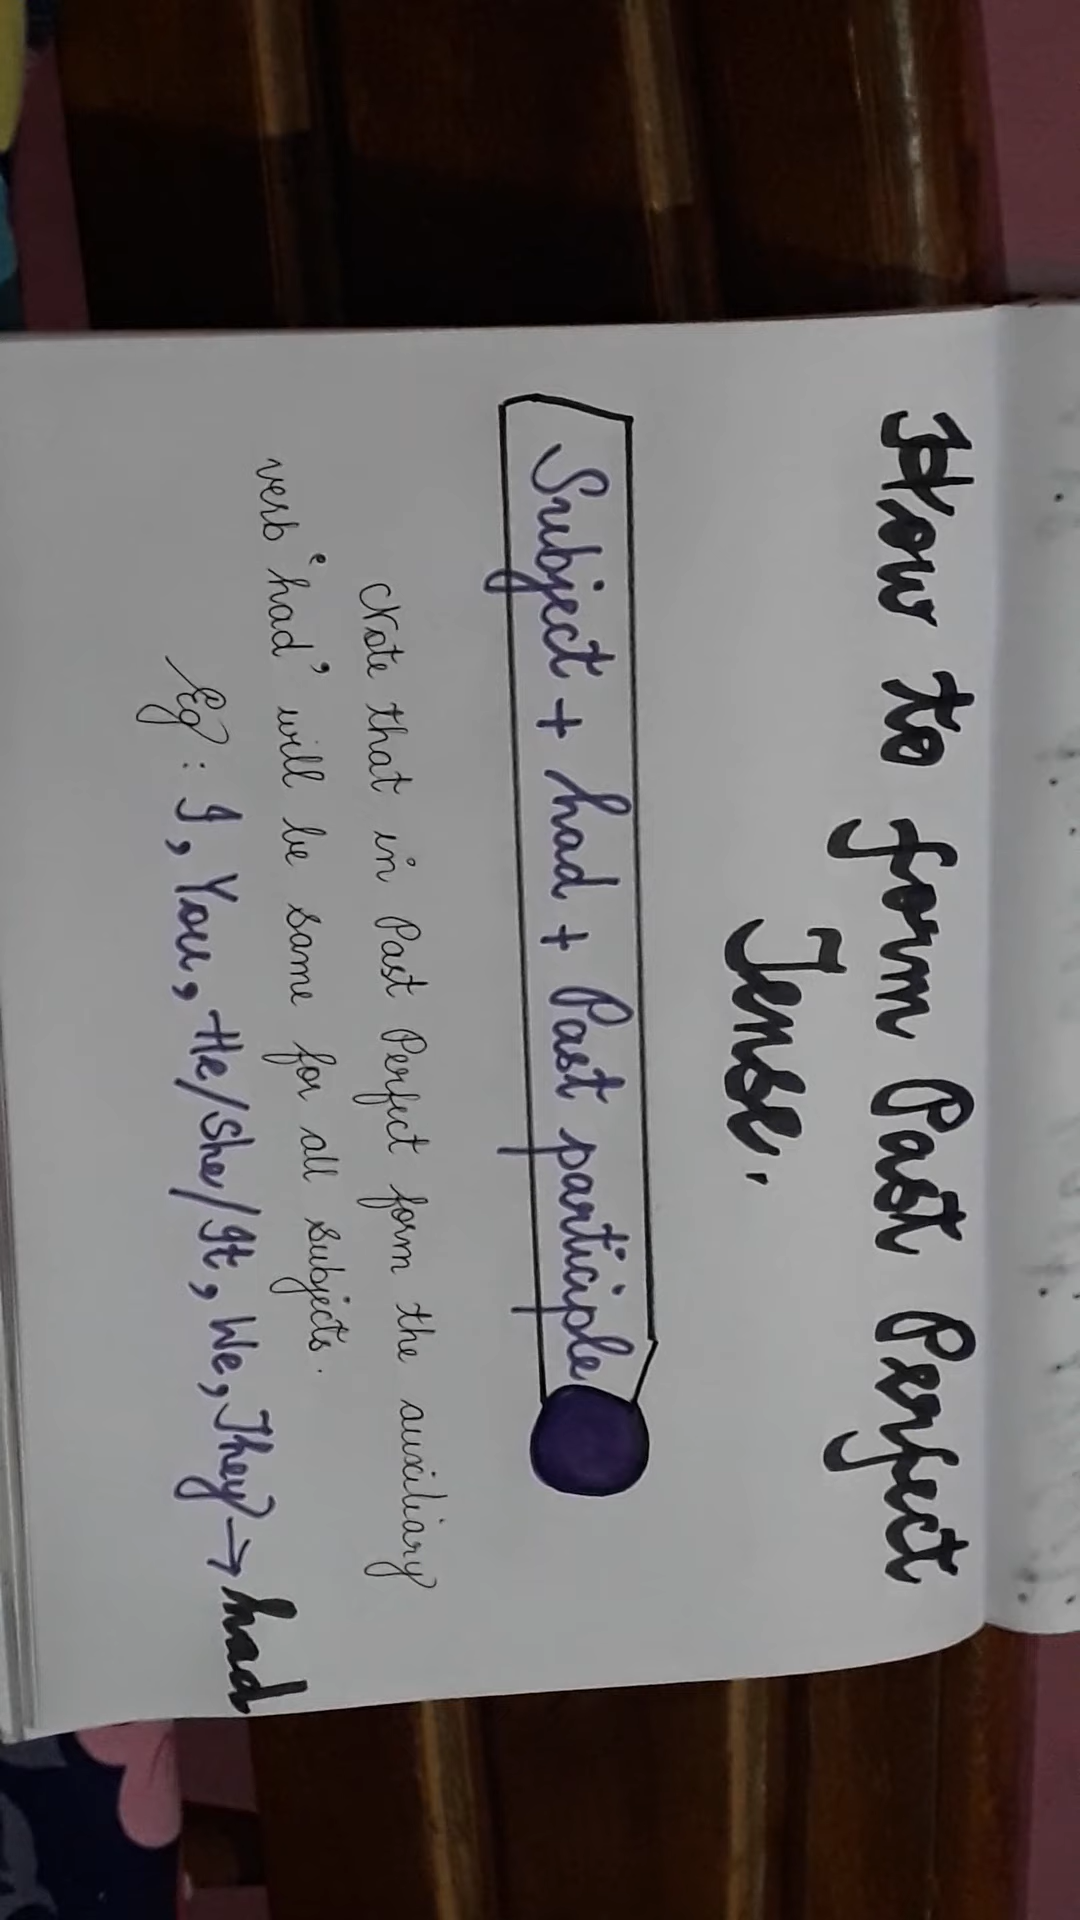 How to form Past Perfect
Tense.
Subject + had + Past participle
Note that in Past Perfect form the auxiliary
verb 'had' will be same for all subjects.
Eg: I, You, He/She/It, We, They → had